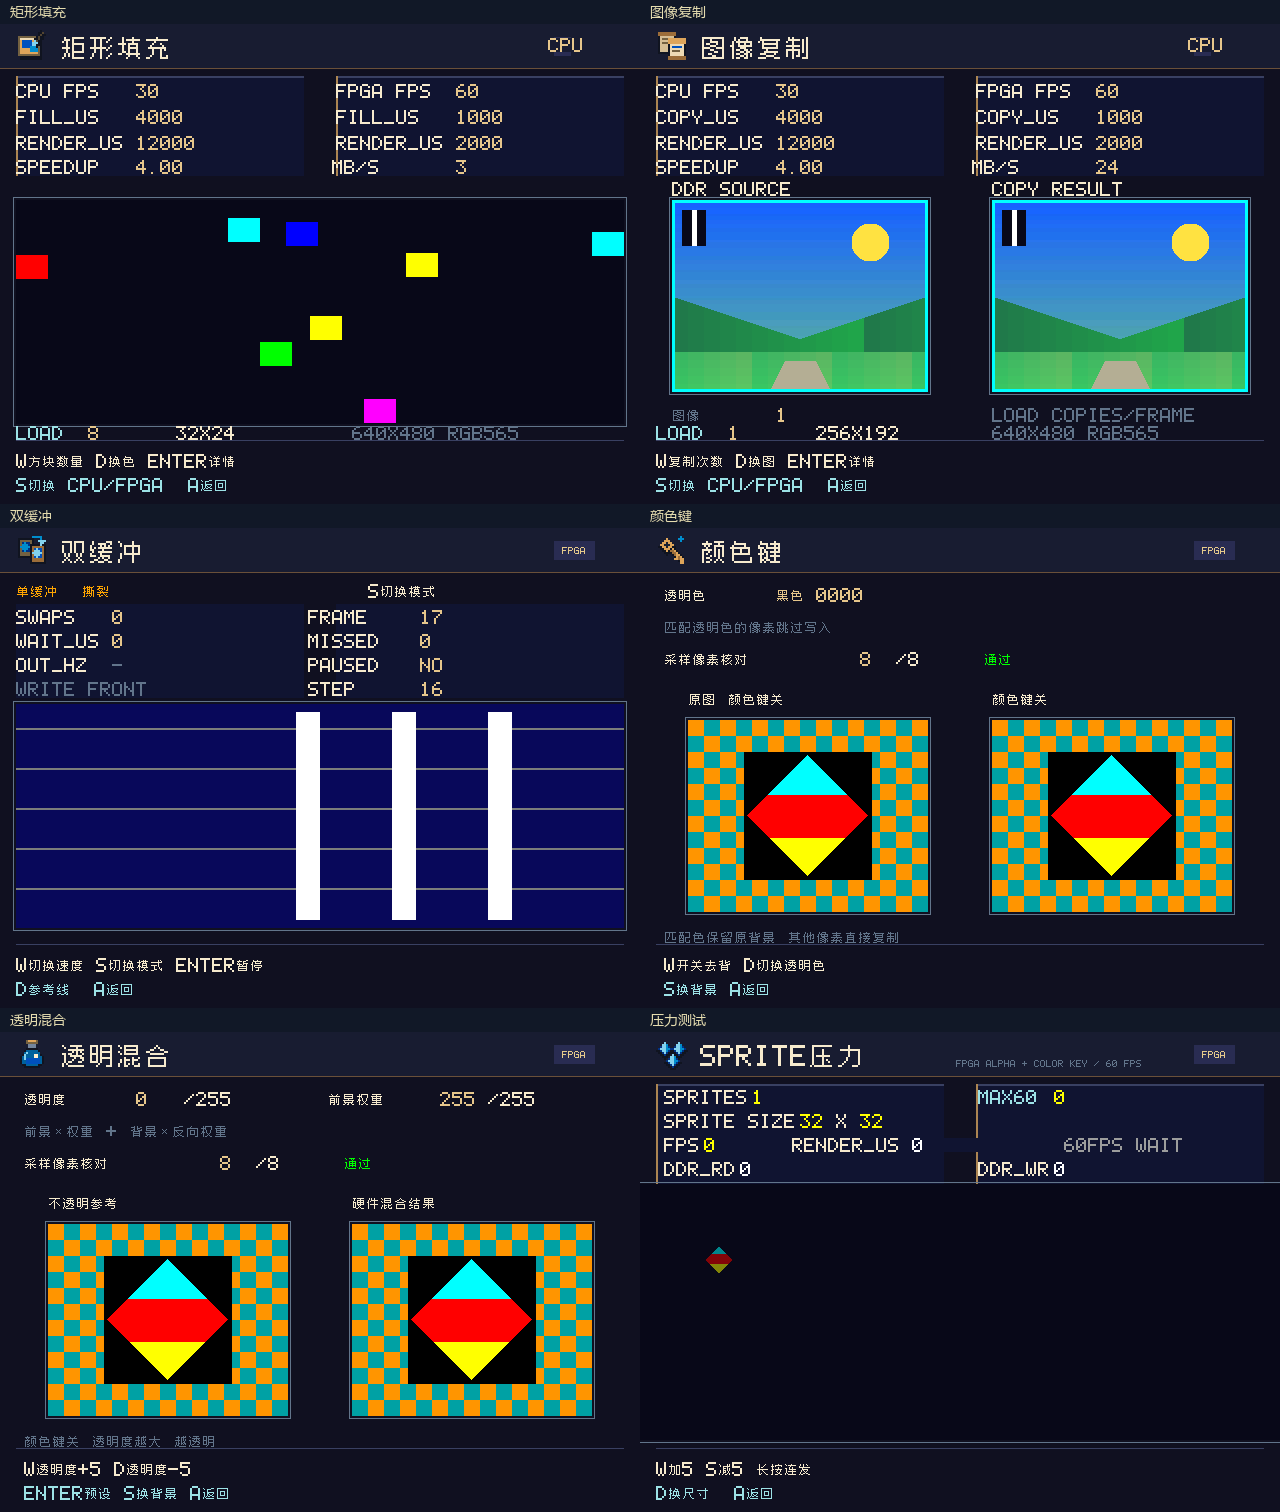 矩形填充
矩形填充 CPU
CPU FPS 30 FPGA FPS 60
FILL_US 4000 FILL_US 1000
RENDER_US 12000 RENDER_US 2000
SPEEDUP 4.00 MB/S 3
LOAD 8 32X24 640X480 RGB565
W方块数量 D换色 ENTER详情
S切换 CPU/FPGA A返回
图像复制
图像复制 CPU
CPU FPS 30 FPGA FPS 60
COPY_US 4000 COPY_US 1000
RENDER_US 12000 RENDER_US 2000
SPEEDUP 4.00 MB/S 24
DDR SOURCE COPY RESULT
图像 1 LOAD COPIES/FRAME
LOAD 1 256X192 640X480 RGB565
W复制次数 D换图 ENTER详情
S切换 CPU/FPGA A返回
双缓冲
双缓冲 FPGA
单缓冲 撕裂 S切换模式
SWAPS 0 FRAME 17
WAIT_US 0 MISSED 0
OUT_HZ - PAUSED NO
WRITE FRONT STEP 16
W切换速度 S切换模式 ENTER暂停
D参考线 A返回
颜色键
颜色键 FPGA
透明色 黑色 0000
匹配透明色的像素跳过写入
采样像素核对 8 /8 通过
原图 颜色键关 颜色键关
匹配色保留原背景 其他像素直接复制
W开关去背 D切换透明色
S换背景 A返回
透明混合
透明混合 FPGA
透明度 0 /255 前景权重 255 /255
前景×权重 + 背景×反向权重
采样像素核对 8 /8 通过
不透明参考 硬件混合结果
颜色键关 透明度越大 越透明
W透明度+5 D透明度-5
ENTER预设 S换背景 A返回
压力测试
SPRITE压力 FPGA ALPHA + COLOR KEY / 60 FPS FPGA
SPRITES 1 MAX60 0
SPRITE SIZE 32 X 32
FPS 0 RENDER_US 0 60FPS WAIT
DDR_RD 0 DDR_WR 0
W加5 S减5 长按连发
D换尺寸 A返回